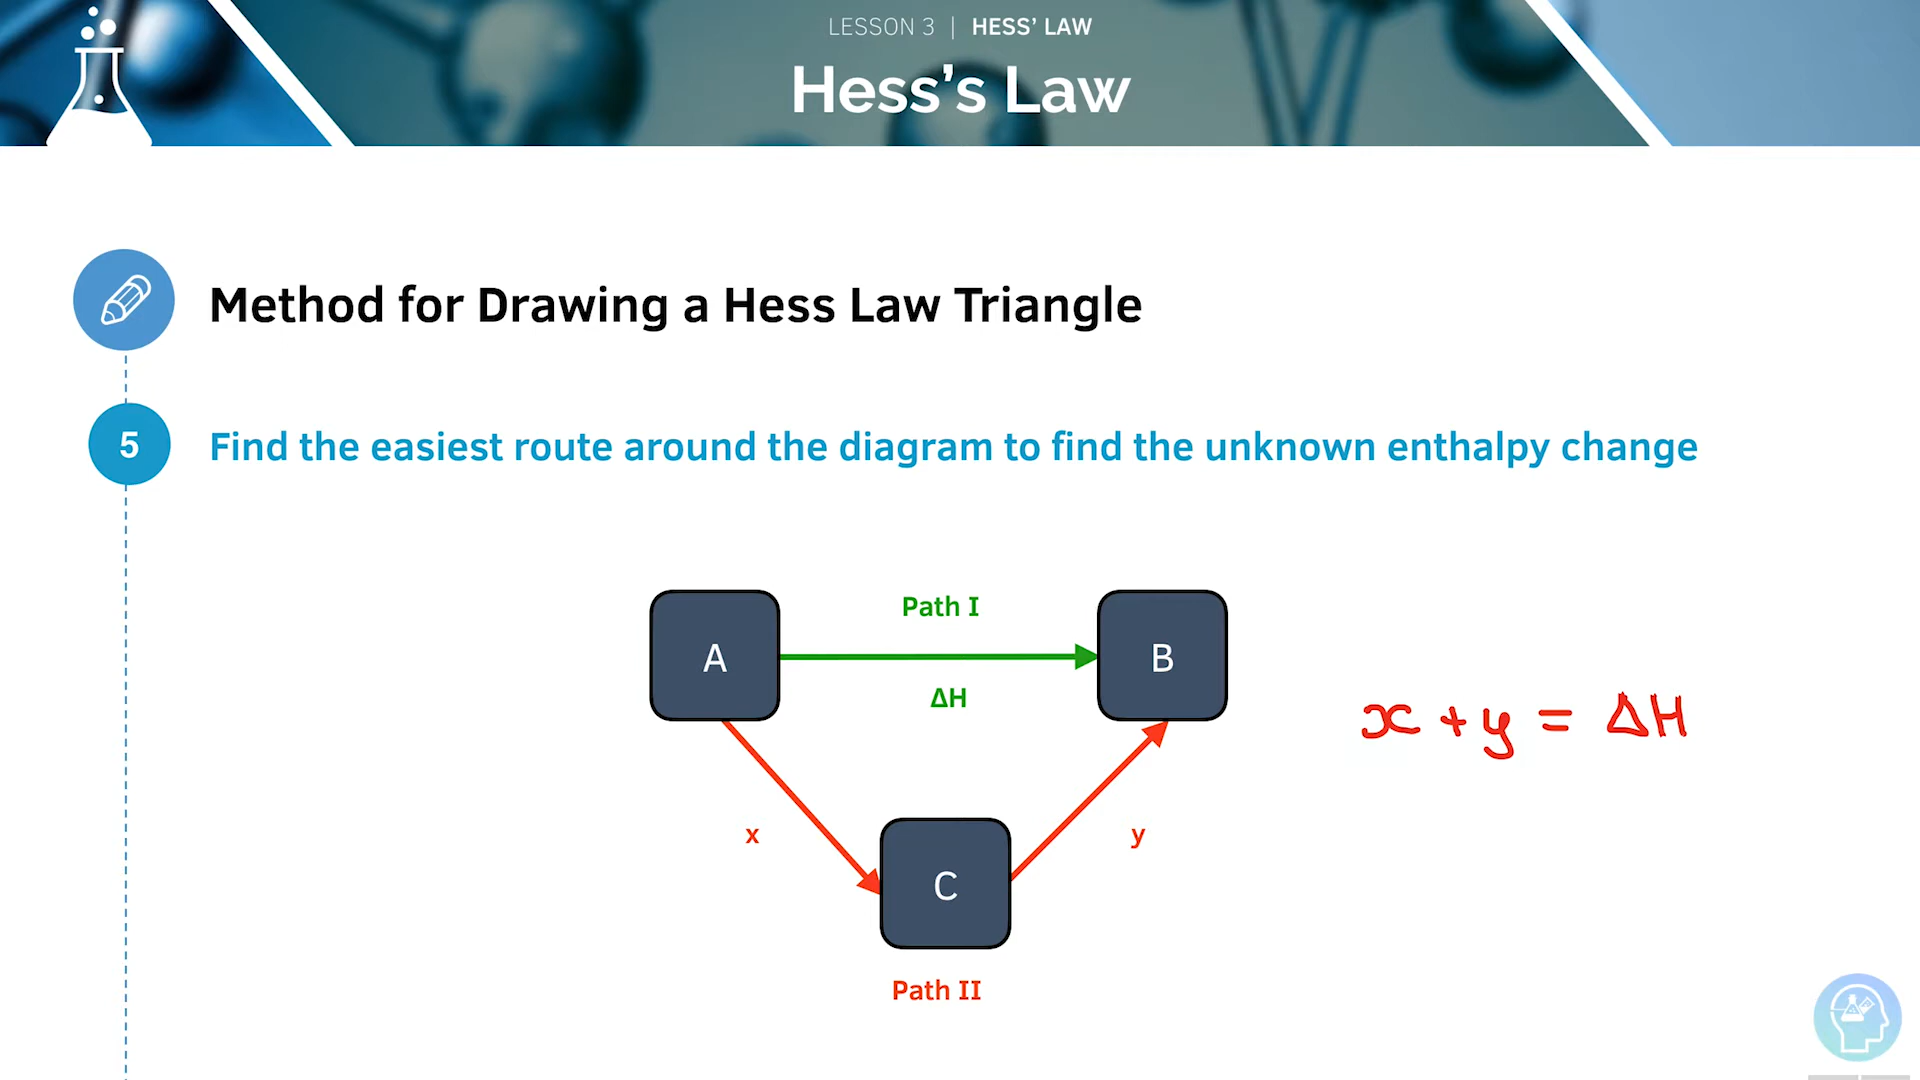 LESSON 3 | HESS' LAW
Hess's Law
Method for Drawing a Hess Law Triangle
5
Find the easiest route around the diagram to find the unknown enthalpy change
Path I
A
B
ΔH
x + y = ΔH
x
y
C
Path II